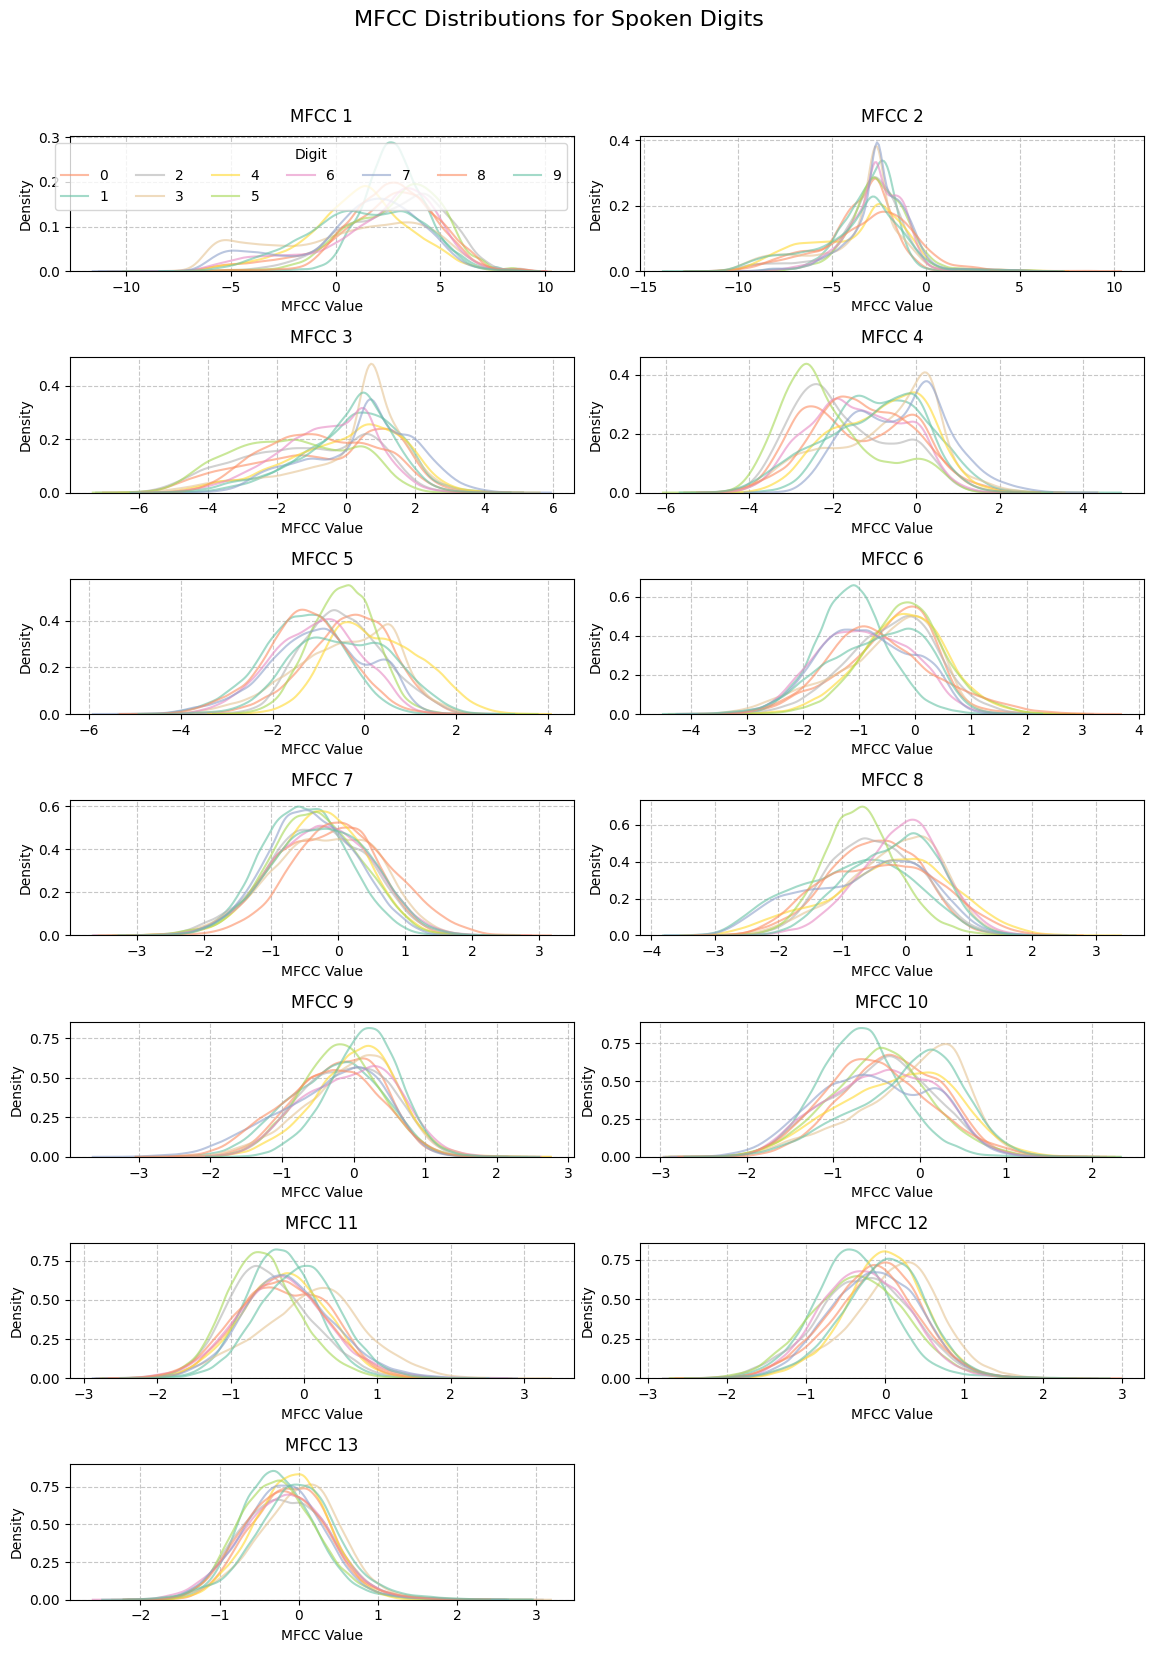 MFCC Distributions for Spoken Digits
MFCC 1
Density
0.3
0.2
0.1
0.0
Digit
0 2 4 6 7 8 9
1 3 5
−10 −5 0 5 10
MFCC Value
MFCC 2
Density
0.4
0.2
0.0
−15 −10 −5 0 5 10
MFCC Value
MFCC 3
Density
0.4
0.2
0.0
−6 −4 −2 0 2 4 6
MFCC Value
MFCC 4
Density
0.4
0.2
0.0
−6 −4 −2 0 2 4
MFCC Value
MFCC 5
Density
0.4
0.2
0.0
−6 −4 −2 0 2 4
MFCC Value
MFCC 6
Density
0.6
0.4
0.2
0.0
−4 −3 −2 −1 0 1 2 3 4
MFCC Value
MFCC 7
Density
0.6
0.4
0.2
0.0
−3 −2 −1 0 1 2 3
MFCC Value
MFCC 8
Density
0.6
0.4
0.2
0.0
−4 −3 −2 −1 0 1 2 3
MFCC Value
MFCC 9
Density
0.75
0.50
0.25
0.00
−3 −2 −1 0 1 2 3
MFCC Value
MFCC 10
Density
0.75
0.50
0.25
0.00
−3 −2 −1 0 1 2
MFCC Value
MFCC 11
Density
0.75
0.50
0.25
0.00
−3 −2 −1 0 1 2 3
MFCC Value
MFCC 12
Density
0.75
0.50
0.25
0.00
−3 −2 −1 0 1 2 3
MFCC Value
MFCC 13
Density
0.75
0.50
0.25
0.00
−2 −1 0 1 2 3
MFCC Value